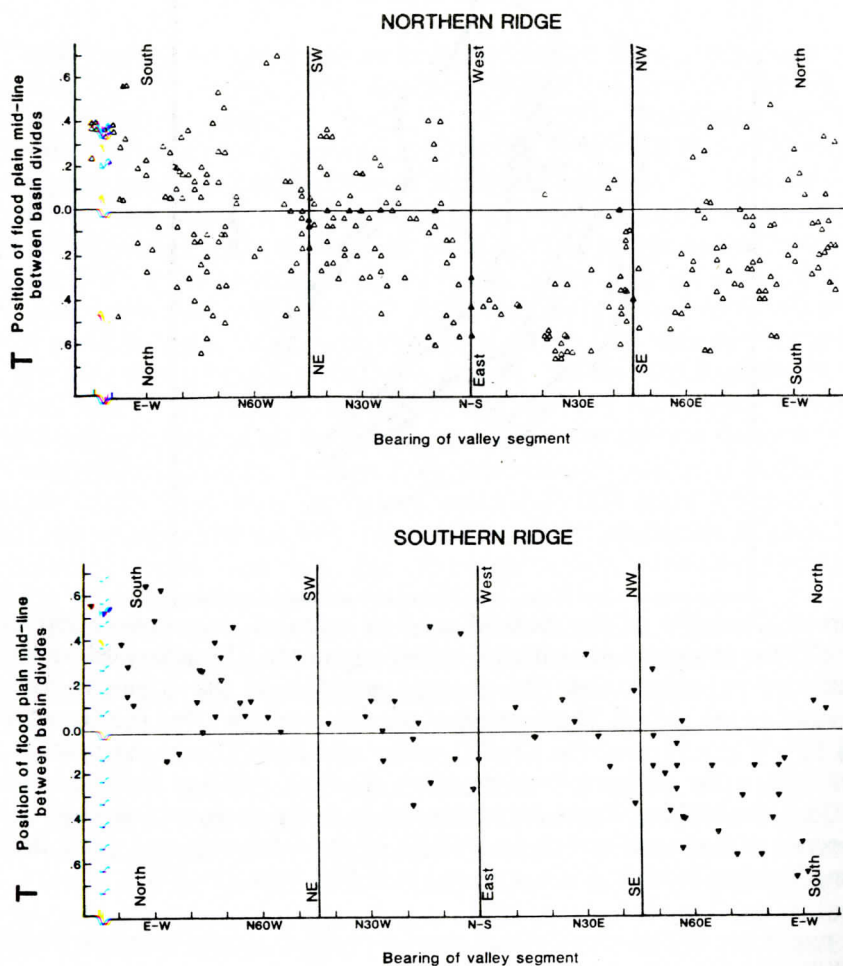 NORTHERN RIDGE
T Position of flood plain mid-line
between basin divides
.6
.4
.2
0.0
.2
.4
.6
South
SW
West
NW
North
North
NE
East
SE
South
E-W
N60W
N30W
N-S
N30E
N60E
E-W
Bearing of valley segment
SOUTHERN RIDGE
T Position of flood plain mid-line
between basin divides
.6
.4
.2
0.0
.2
.4
.6
South
SW
West
NW
North
North
NE
East
SE
South
E-W
N60W
N30W
N-S
N30E
N60E
E-W
Bearing of valley segment